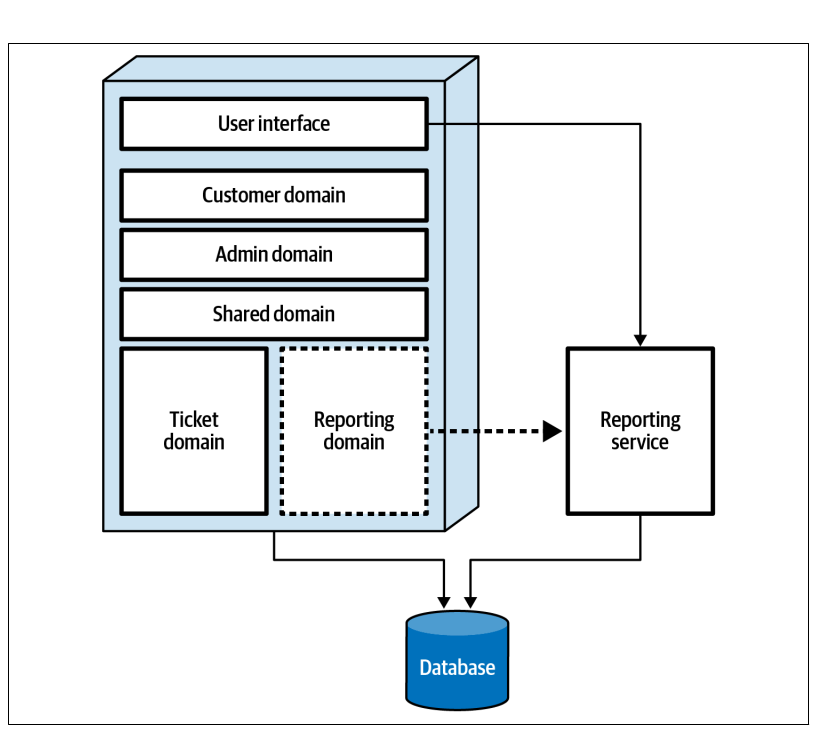 User interface
Customer domain
Admin domain
Shared domain
Ticket
domain
Reporting
domain
Reporting
service
Database